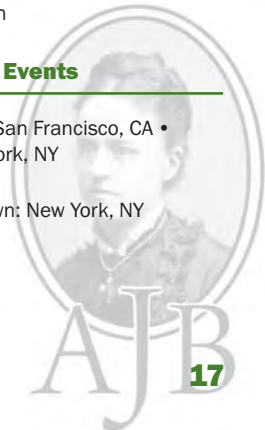 n
Events
San Francisco, CA •
ork, NY
wn: New York, NY
AJB
17